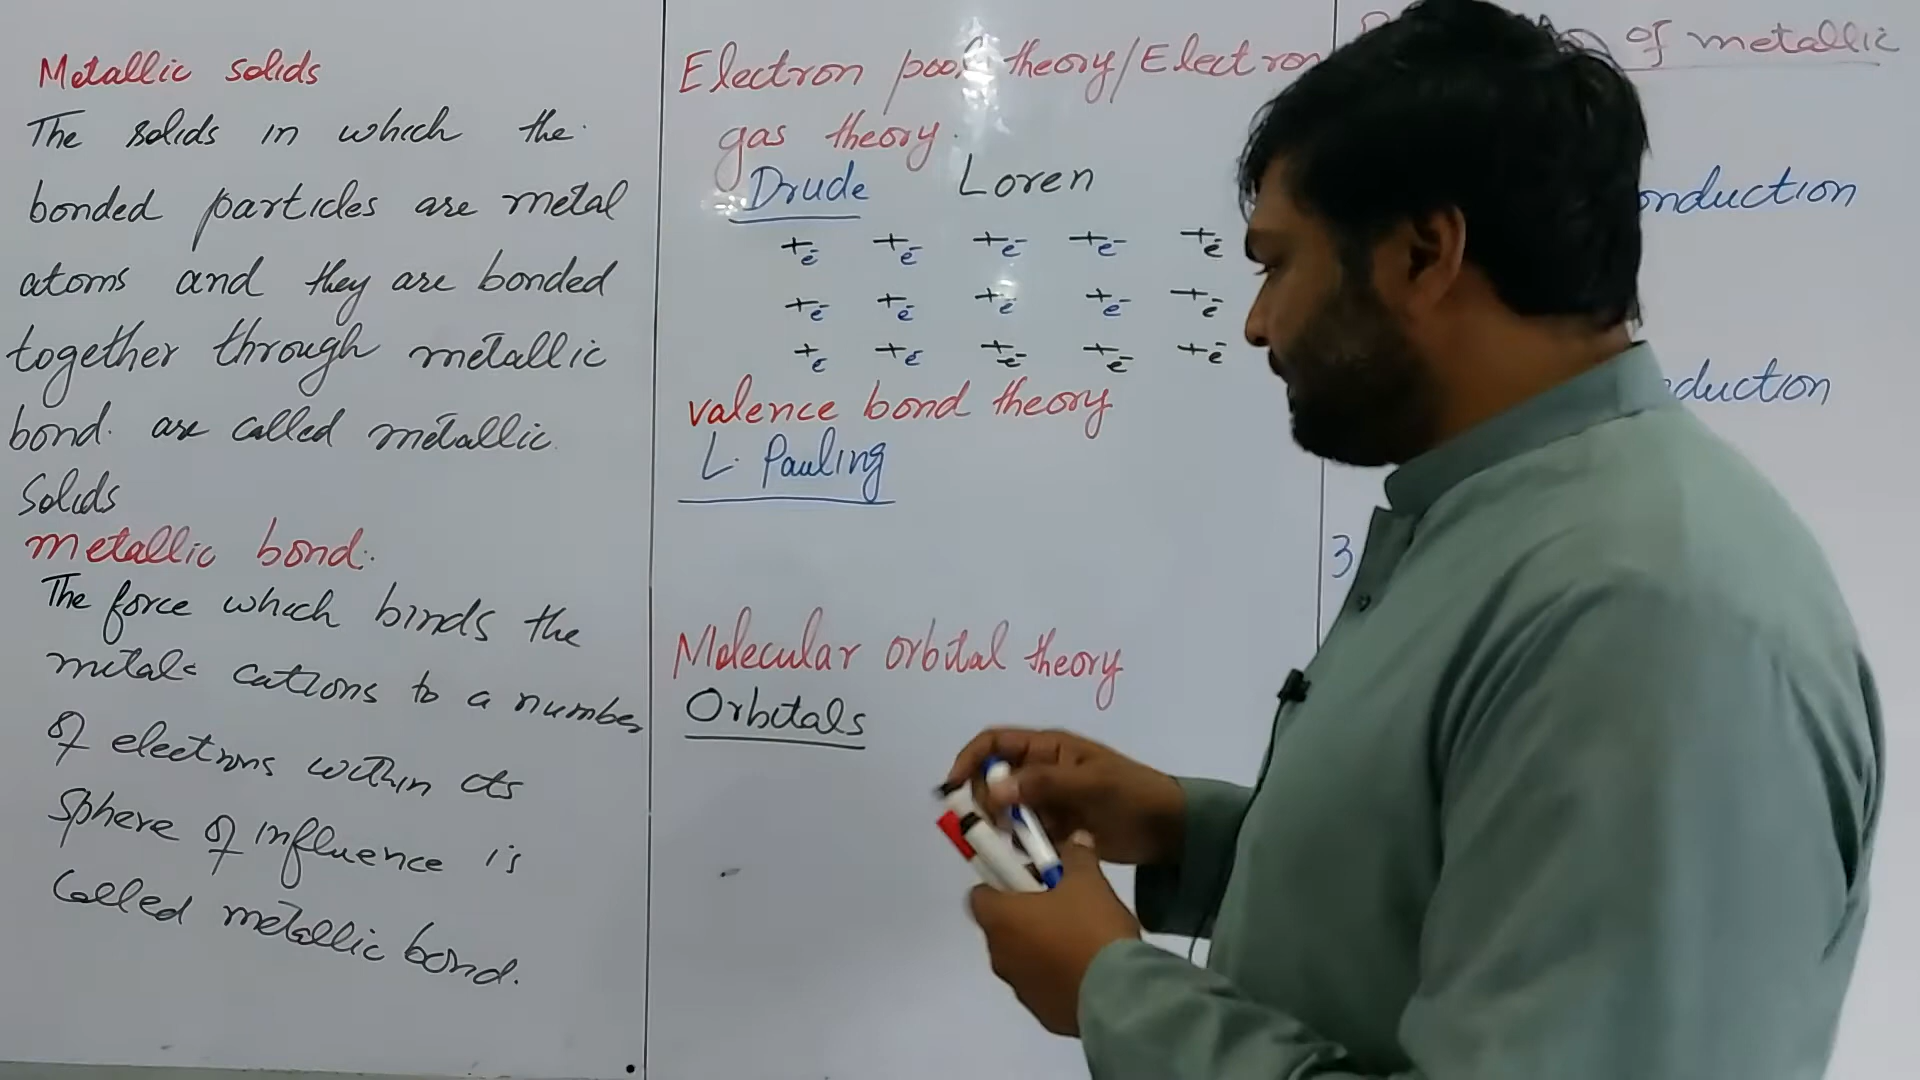 Metallic solids
The solids in which the
bonded particles are metal
atoms and they are bonded
together through metallic
bond. are called metallic
Solids
metallic bond:
The force which binds the
metals cations to a number
of electrons within its
sphere of influence is
Called metallic bond.
Electron pool theory/Electron
gas theory.
Drude Loren
+e- +e- +e- +e- +e-
+e- +e- +e- +e- +e-
+e- +e- +e- +e- +e-
valence bond theory
L. Pauling
Molecular orbital theory
Orbitals
of metallic
onduction
duction
3